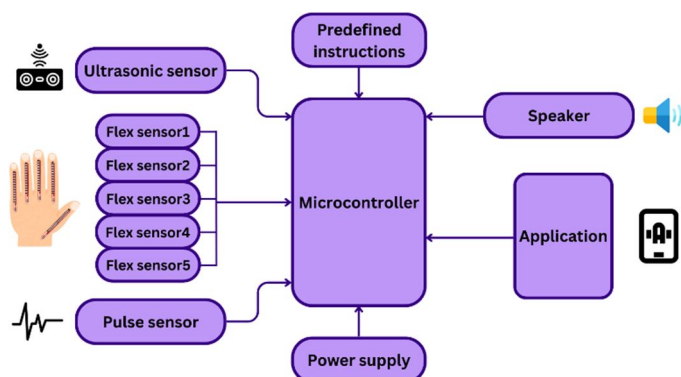 Predefined
instructions
Ultrasonic sensor
Flex sensor1
Flex sensor2
Flex sensor3
Flex sensor4
Flex sensor5
Pulse sensor
Microcontroller
Speaker
Application
A
Power supply